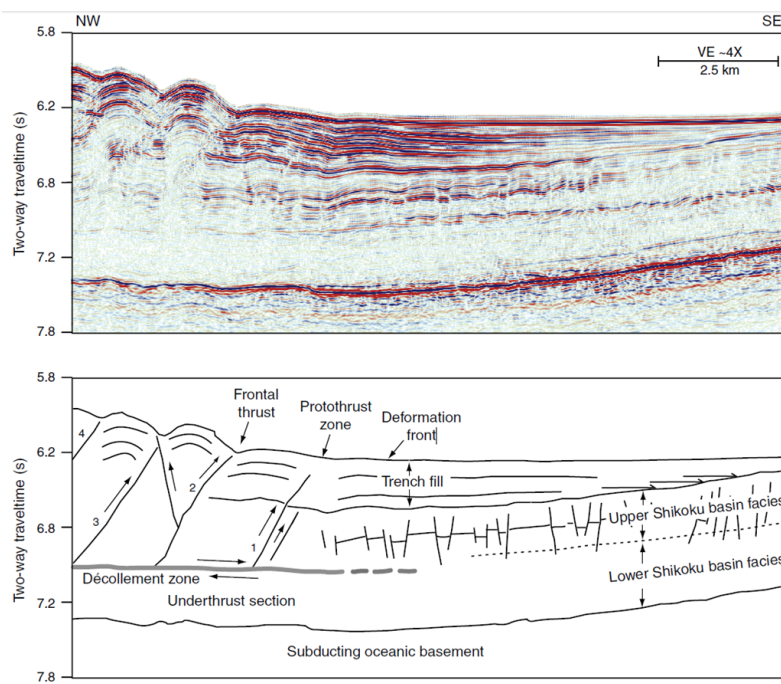 NW
SE
5.8
VE ~4X
2.5 km
6.2
6.8
7.2
7.8
Two-way traveltime (s)
5.8
Frontal
thrust
Protothrust
zone
Deformation
front
4
6.2
Trench fill
2
3
Upper Shikoku basin facies
6.8
1
Décollement zone
Lower Shikoku basin facies
Underthrust section
7.2
Subducting oceanic basement
7.8
Two-way traveltime (s)